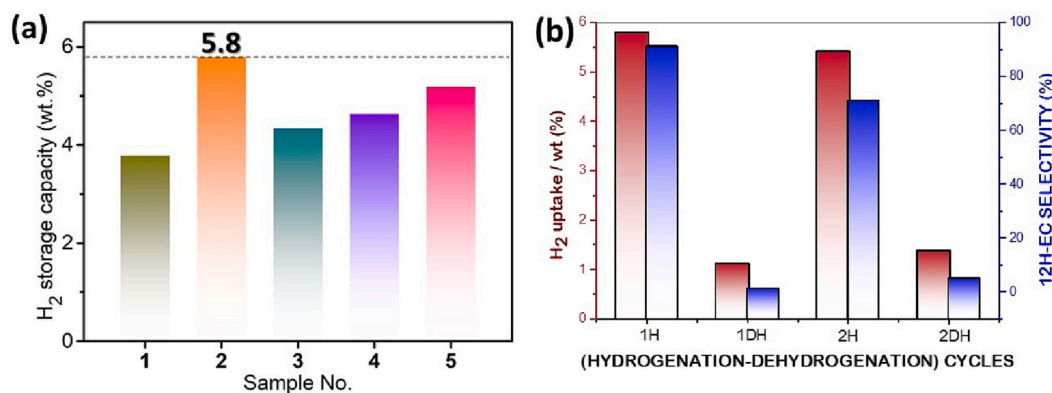 (a)
5.8
H2 storage capacity (wt.%)
6
4
2
0
1 2 3 4 5
Sample No.
(b)
H2 uptake / wt (%)
6
5
4
3
2
1
0
12H-EC SELECTIVITY (%)
100
80
60
40
20
0
1H 1DH 2H 2DH
(HYDROGENATION-DEHYDROGENATION) CYCLES